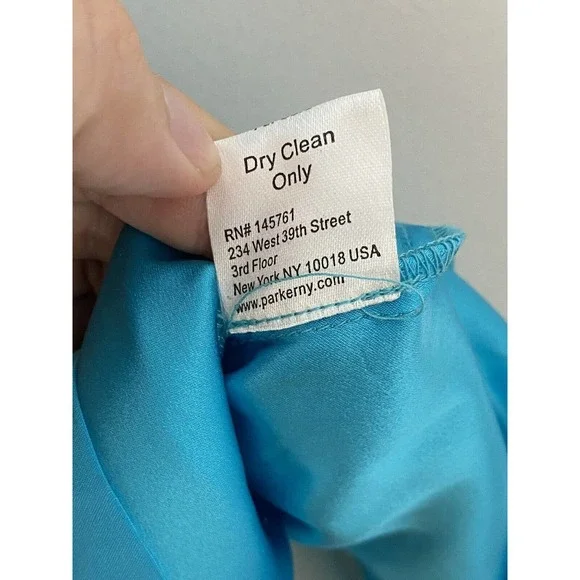 Dry Clean
Only
RN# 145761
234 West 39th Street
3rd Floor
New York NY 10018 USA
www.parkerny.com